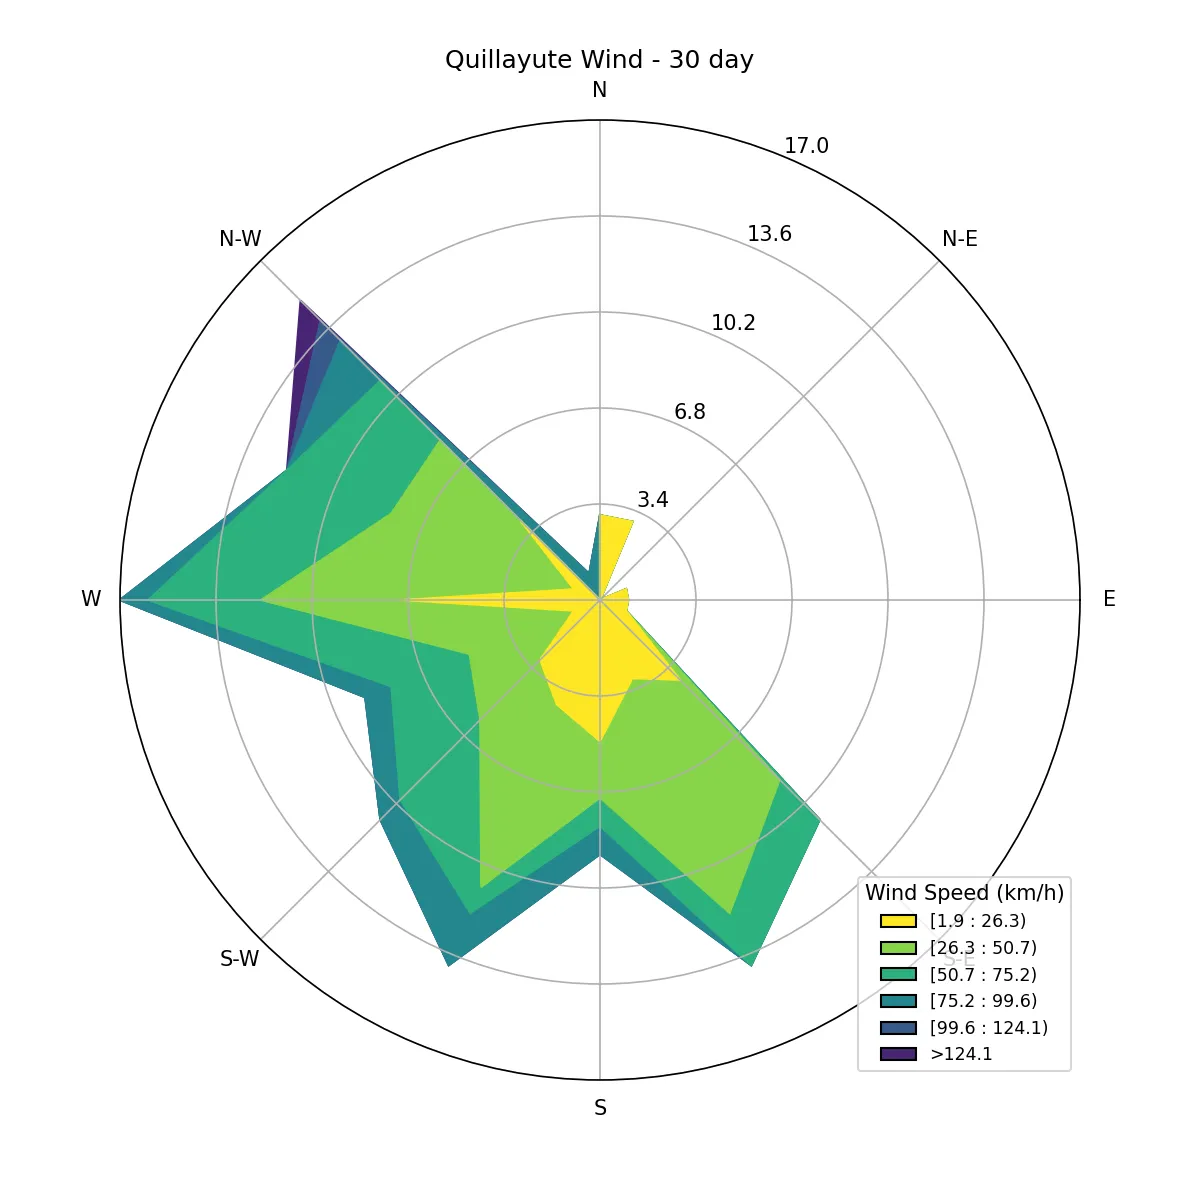 Quillayute Wind - 30 day
N
17.0
N-W
13.6
N-E
10.2
6.8
3.4
W
E
Wind Speed (km/h)
[1.9 : 26.3)
[26.3 : 50.7)
S-W
S-E
[50.7 : 75.2)
[75.2 : 99.6)
[99.6 : 124.1)
>124.1
S